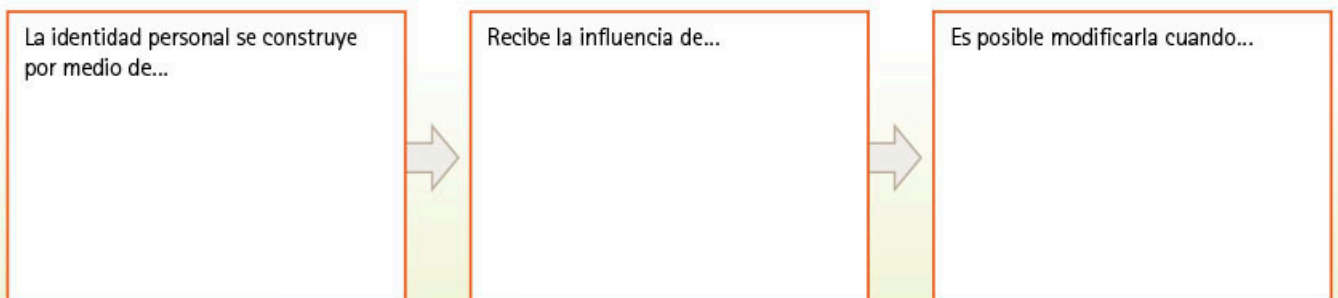 La identidad personal se construye
por medio de...
Recibe la influencia de...
Es posible modificarla cuando...